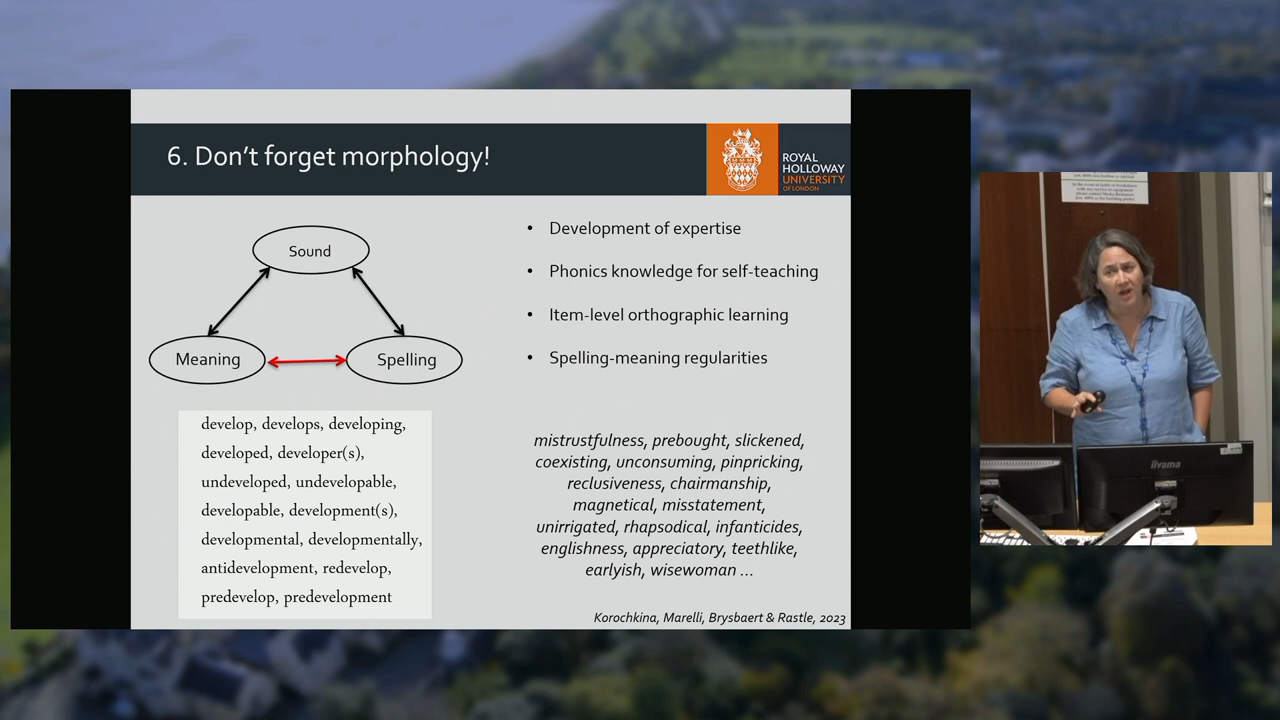 6. Don't forget morphology!
ROYAL
HOLLOWAY
UNIVERSITY
OF LONDON
Sound
Meaning
Spelling
• Development of expertise
• Phonics knowledge for self-teaching
• Item-level orthographic learning
• Spelling-meaning regularities
develop, develops, developing,
developed, developer(s),
undeveloped, undevelopable,
developable, development(s),
developmental, developmentally,
antidevelopment, redevelop,
predevelop, predevelopment
mistrustfulness, prebought, slickened,
coexisting, unconsuming, pinpricking,
reclusiveness, chairmanship,
magnetical, misstatement,
unirrigated, rhapsodical, infanticides,
englishness, appreciatory, teethlike,
earlyish, wisewoman ...
Korochkina, Marelli, Brysbaert & Rastle, 2023
iiyama